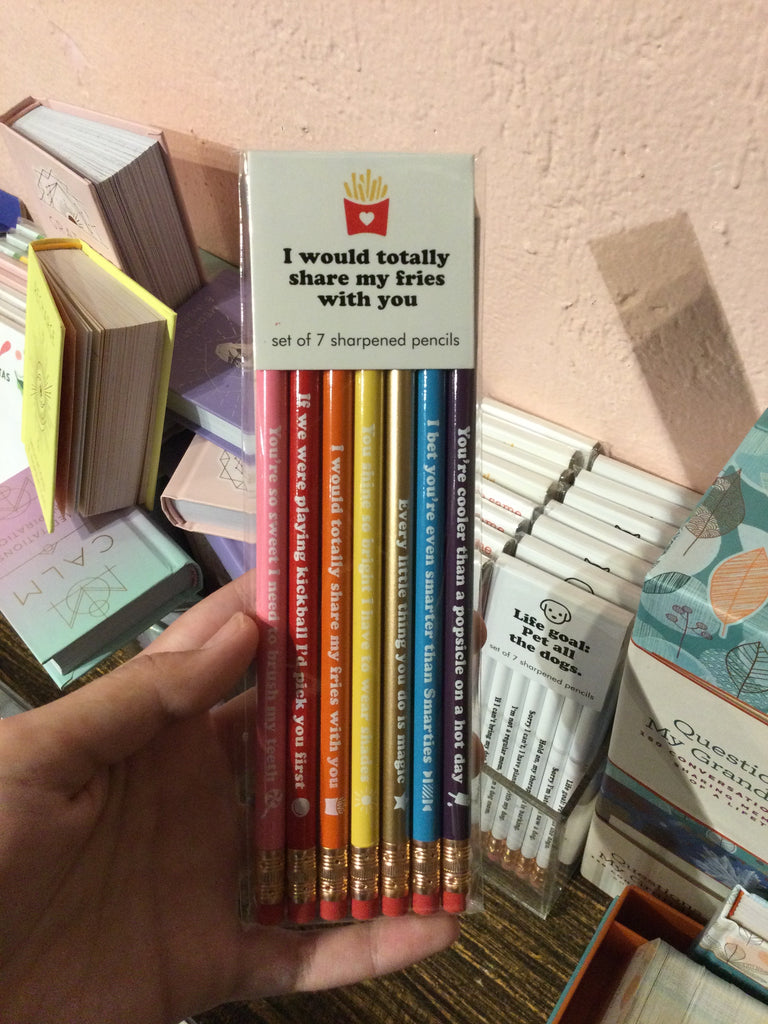 I would totally
share my fries
with you
set of 7 sharpened pencils
You're so sweet I need to brush my teeth
If we were playing kickball I'd pick you first
I would totally share my fries with you
You shine so bright I have to wear shades
Every little thing you do is magic
I bet you're even smarter than Smarties
You're cooler than a popsicle on a hot day
CALM
Life goal:
Pet all
the dogs.
set of 7 sharpened pencils
Questio
My Grand